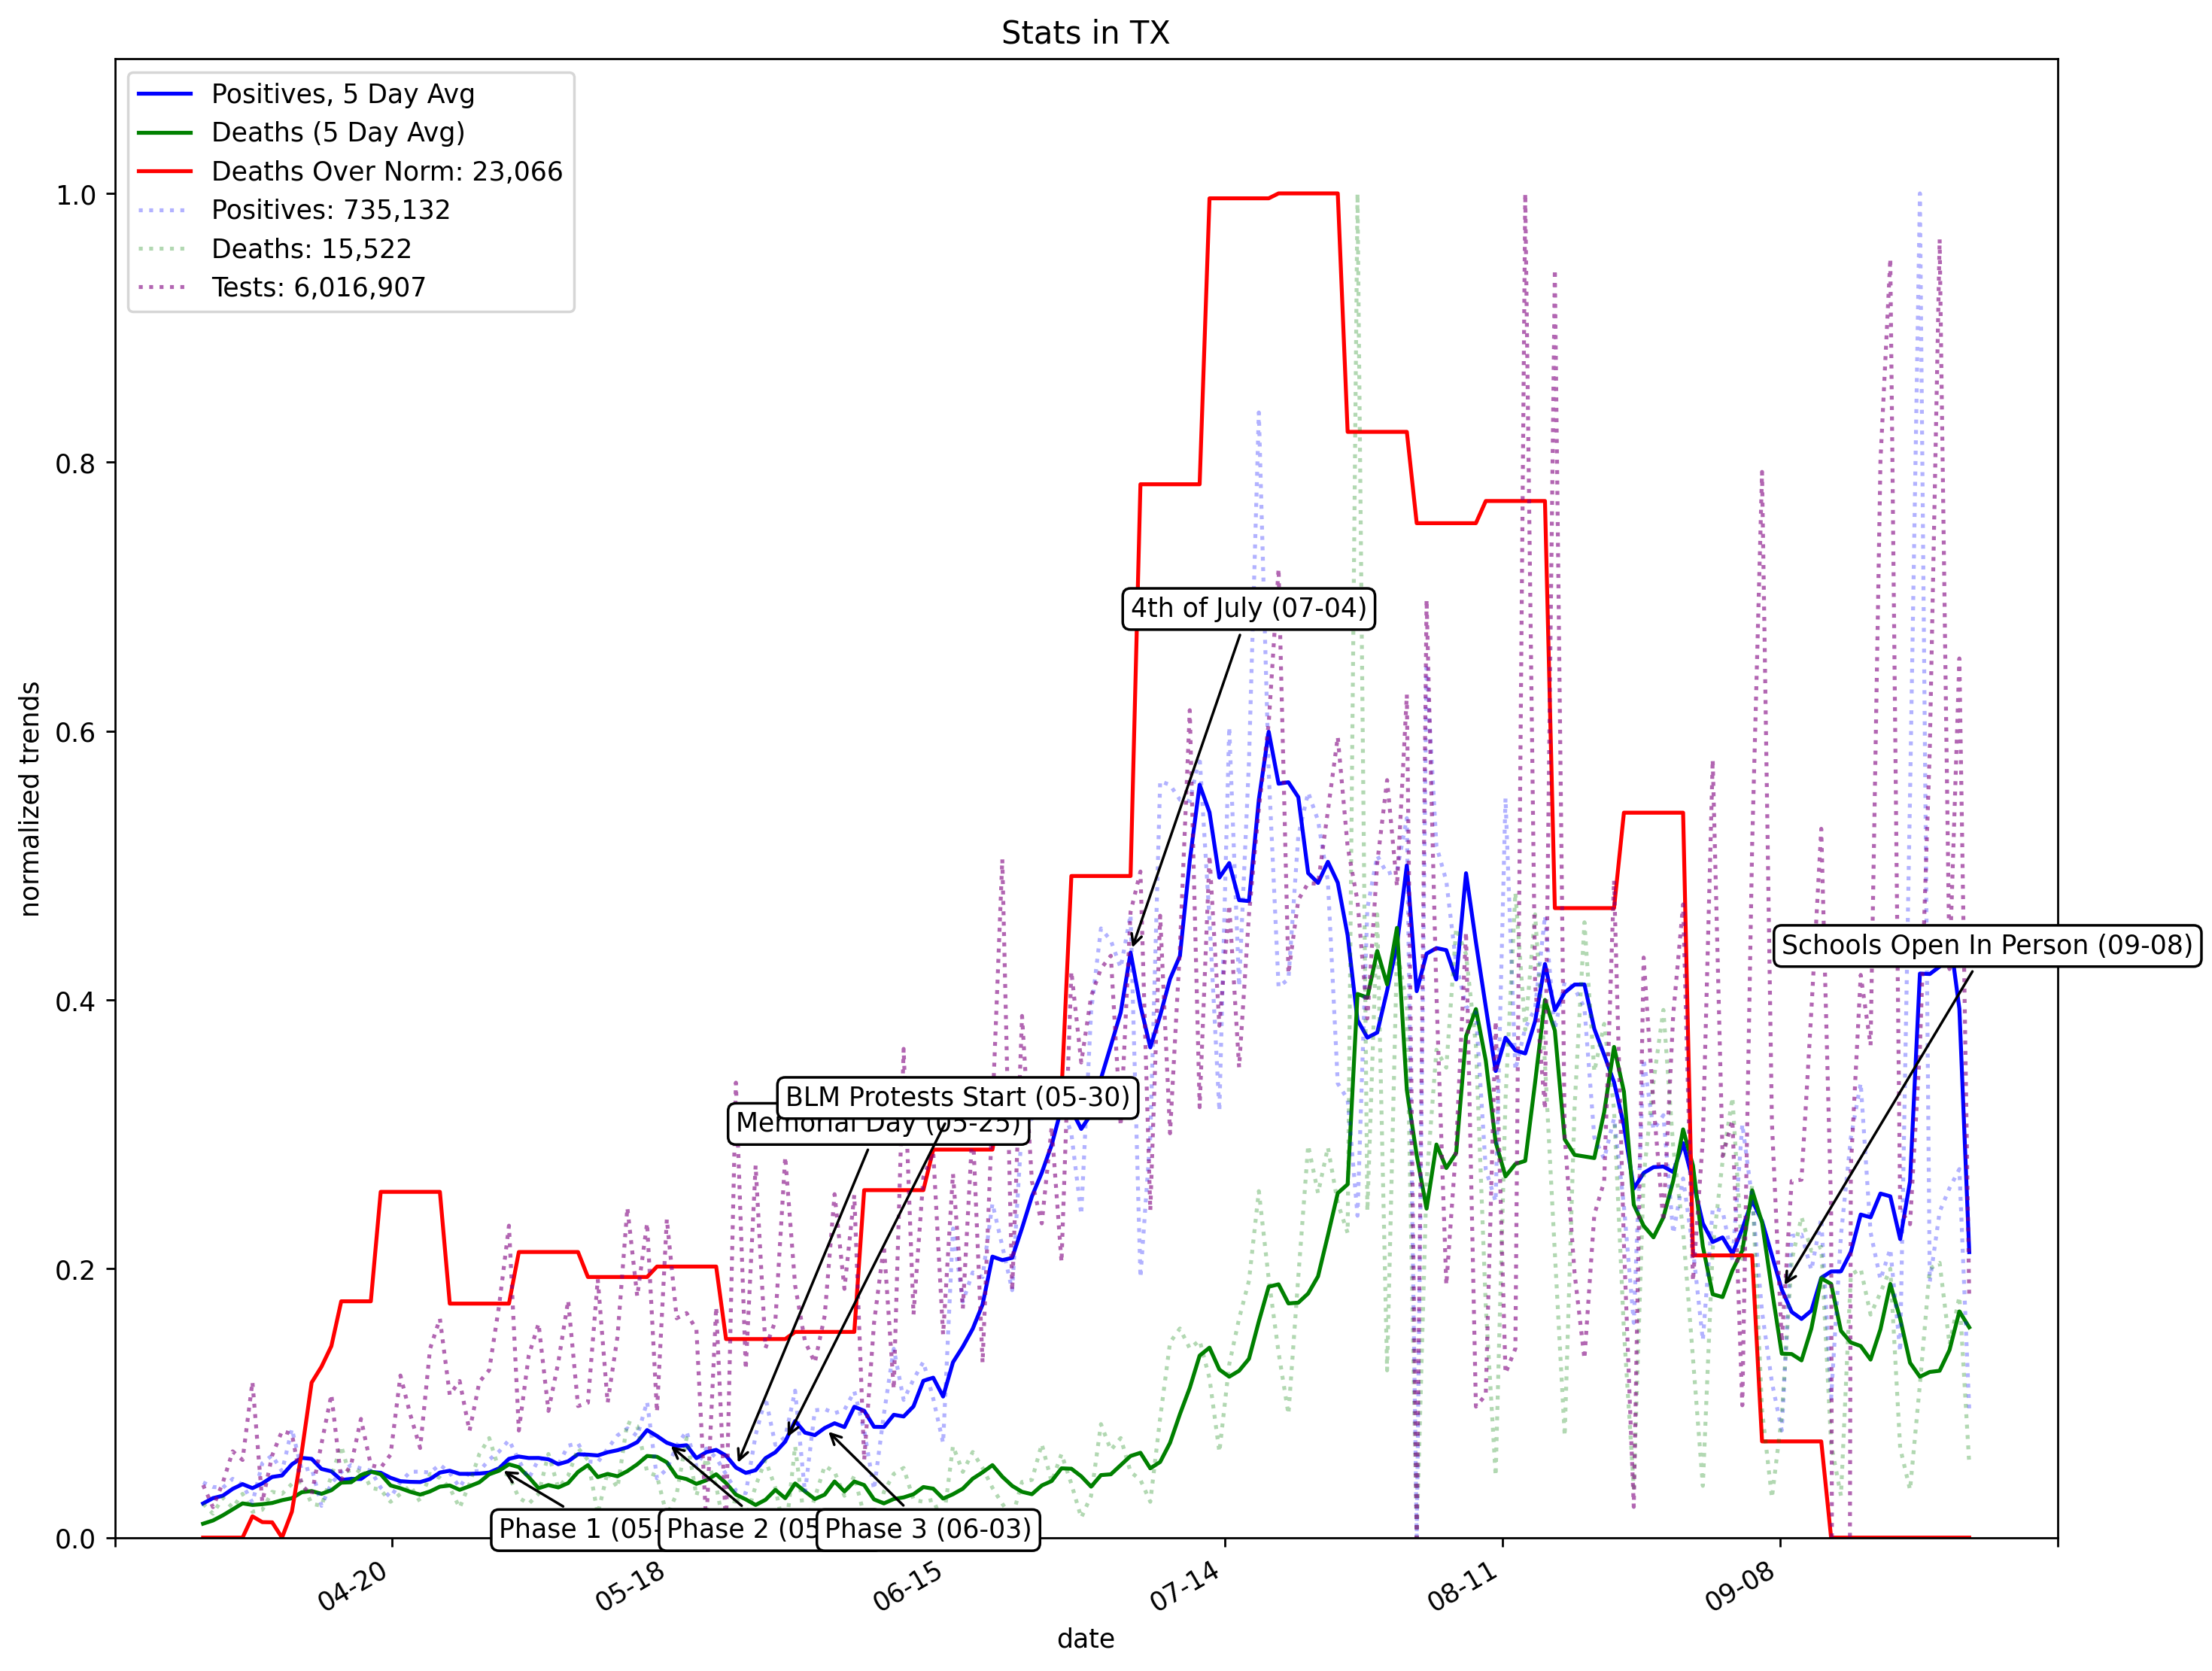 Stats in TX
Positives, 5 Day Avg
Deaths (5 Day Avg)
Deaths Over Norm: 23,066
Positives: 735,132
Deaths: 15,522
Tests: 6,016,907
1.0
0.8
0.6
0.4
0.2
0.0
normalized trends
4th of July (07-04)
Schools Open In Person (09-08)
BLM Protests Start (05-30)
Memorial Day (05-25)
Phase 1 (05-
Phase 2 (05
Phase 3 (06-03)
04-20
05-18
06-15
07-14
08-11
09-08
date